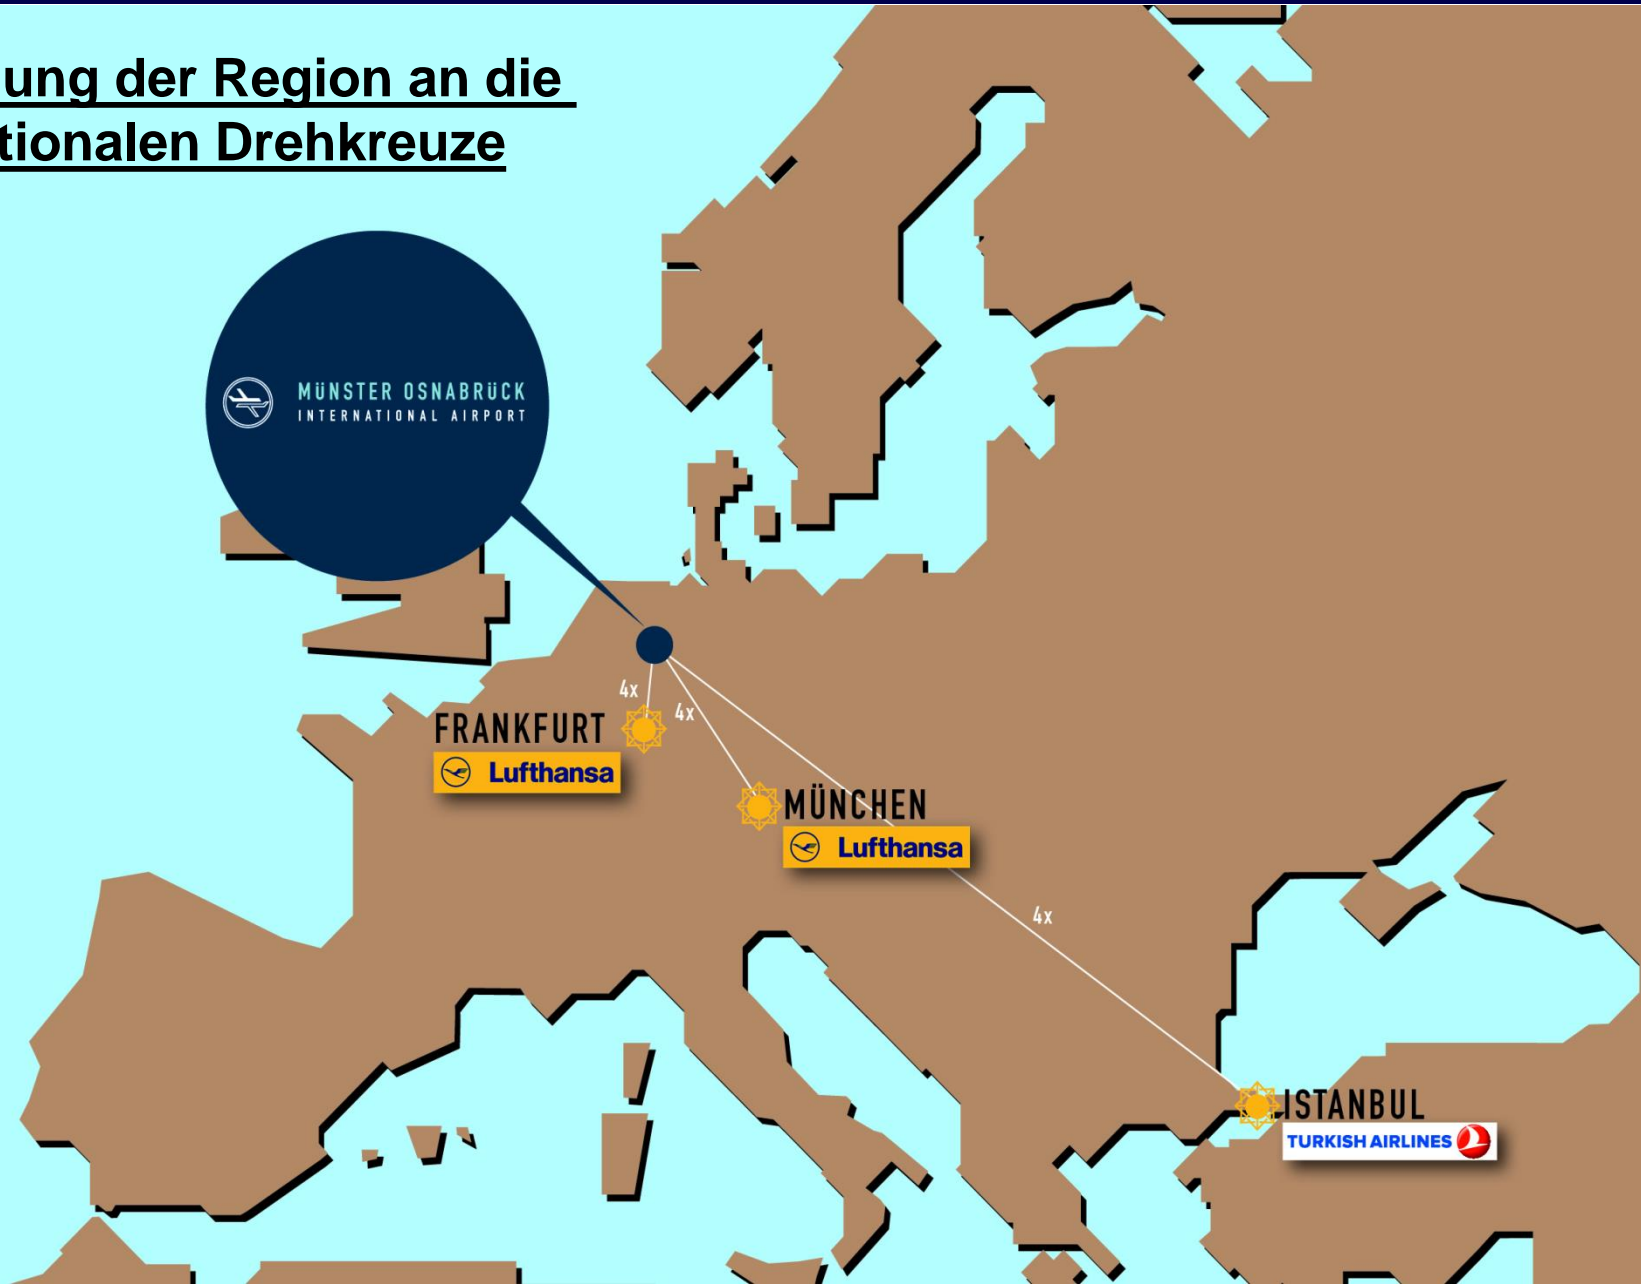 ung der Region an die
tionalen Drehkreuze
MÜNSTER OSNABRÜCK
INTERNATIONAL AIRPORT
4x
4x
FRANKFURT
Lufthansa
MÜNCHEN
Lufthansa
4x
ISTANBUL
TURKISH AIRLINES